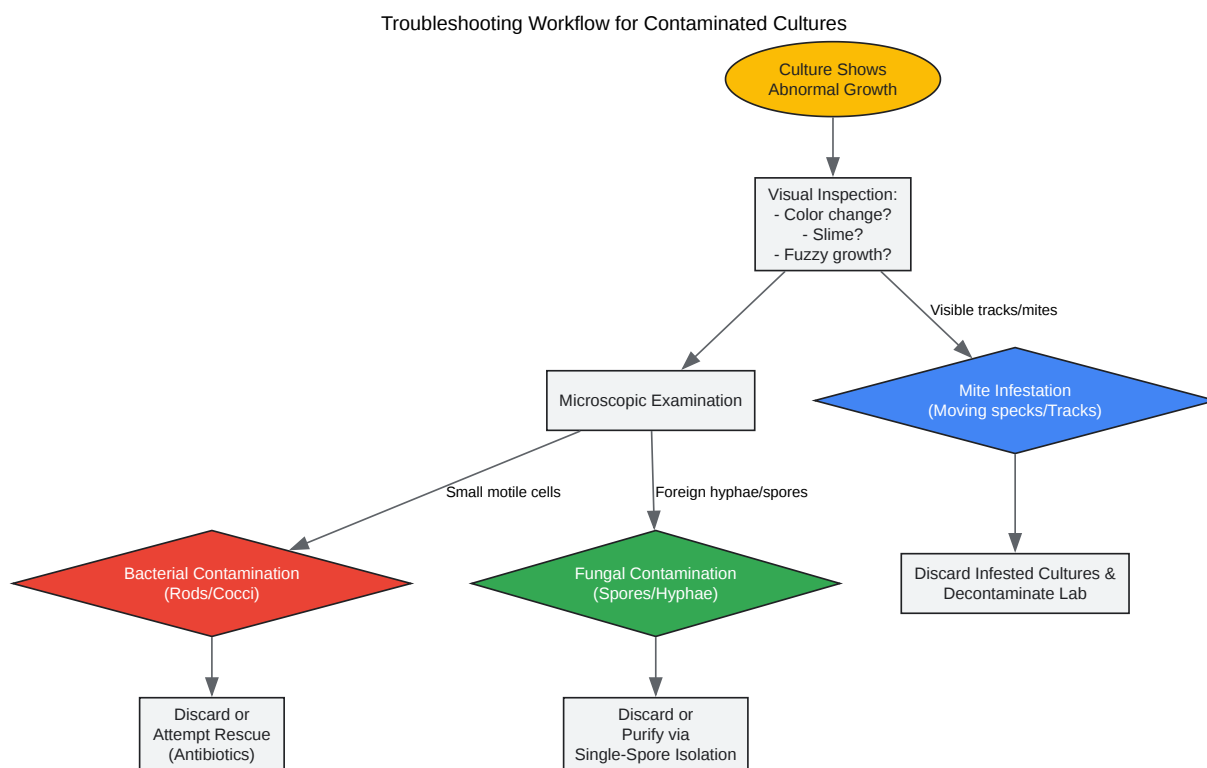 Troubleshooting Workflow for Contaminated Cultures
Culture Shows
Abnormal Growth
Visual Inspection:
- Color change?
- Slime?
- Fuzzy growth?
Visible tracks/mites
Microscopic Examination
Mite Infestation
(Moving specks/Tracks)
Small motile cells
Foreign hyphae/spores
Bacterial Contamination
(Rods/Cocci)
Fungal Contamination
(Spores/Hyphae)
Discard Infested Cultures &
Decontaminate Lab
Discard or
Attempt Rescue
(Antibiotics)
Discard or
Purify via
Single-Spore Isolation